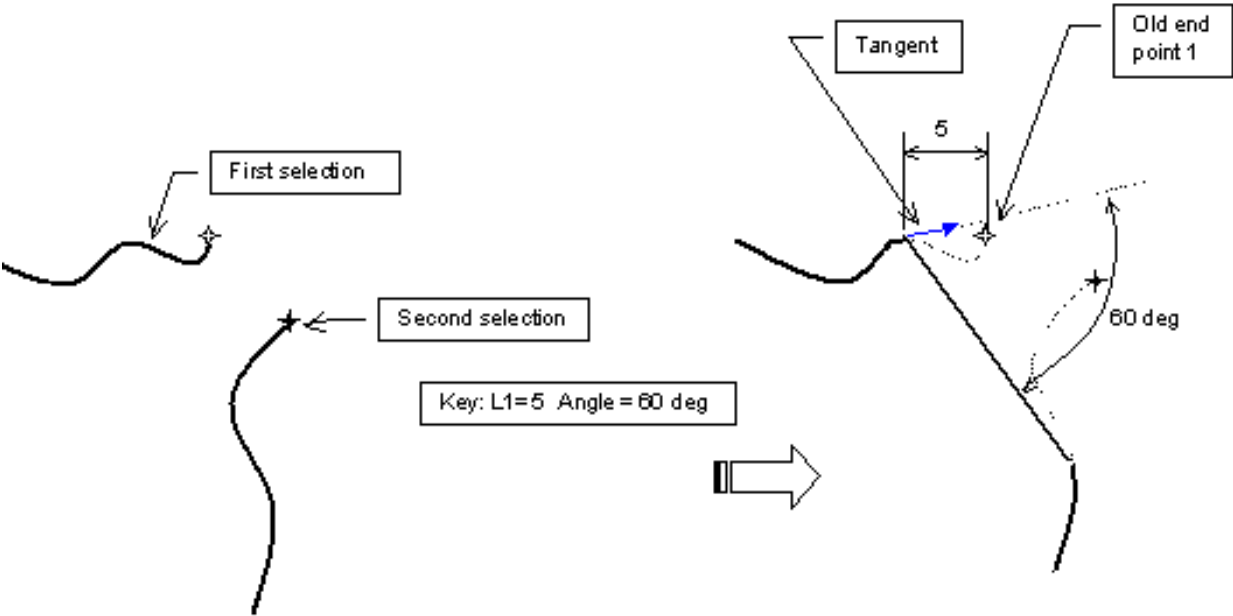 Old end
point 1
Tangent
5
First selection
Second selection
60 deg
Key: L1=5 Angle = 60 deg